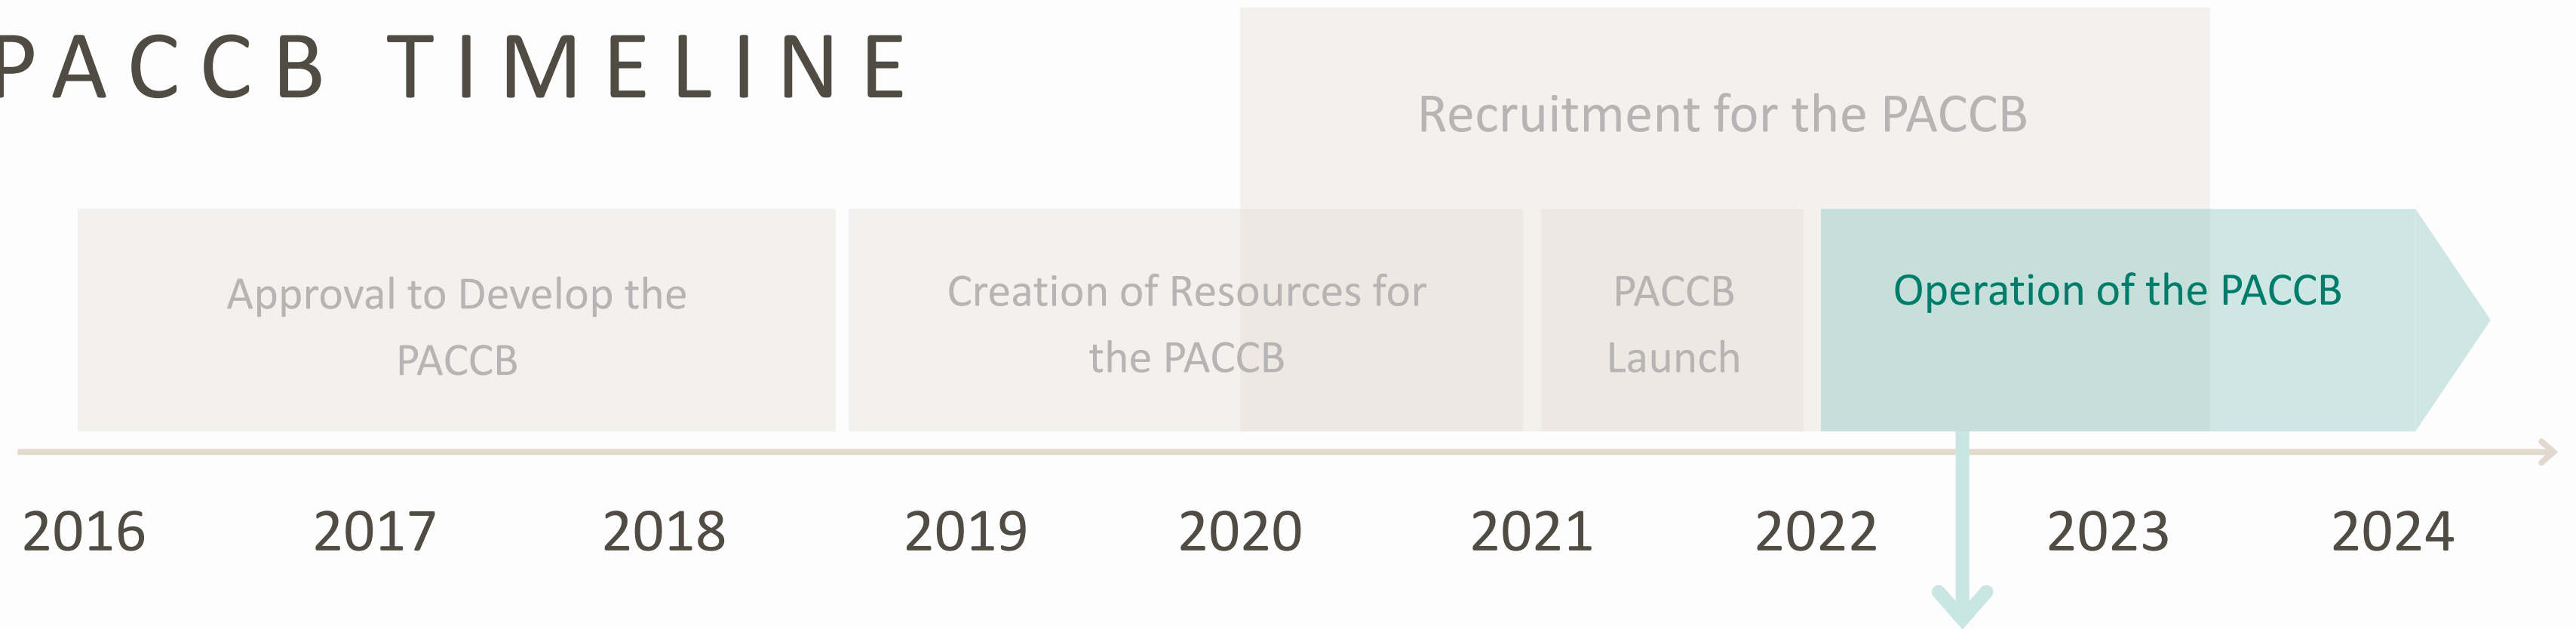 PACCB TIMELINE
Recruitment for the PACCB
Approval to Develop the
PACCB
Creation of Resources for
the PACCB
PACCB
Launch
Operation of the PACCB
2016 2017 2018 2019 2020 2021 2022 2023 2024